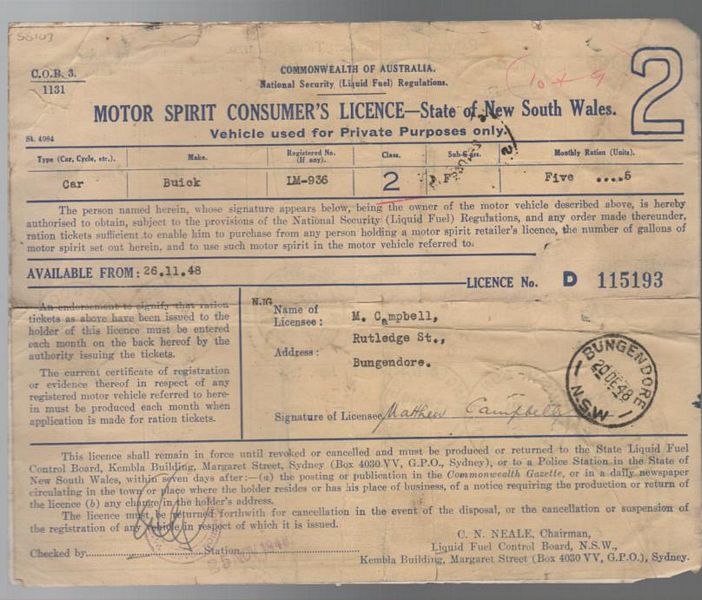 SS103
C.O.B. 3.
1131
COMMONWEALTH OF AUSTRALIA.
National Security (Liquid Fuel) Regulations.
10 x 9
2
MOTOR SPIRIT CONSUMER'S LICENCE—State of New South Wales.
Vehicle used for Private Purposes only.
St. 4984
Type (Car, Cycle, etc.). Make. Registered No. (If any). Class. Monthly Ration (Units).
Car Buick LM-936 2 F Five ....5
The person named herein, whose signature appears below, being the owner of the motor vehicle described above, is hereby
authorised to obtain, subject to the provisions of the National Security (Liquid Fuel) Regulations, and any order made thereunder,
ration tickets sufficient to enable him to purchase from any person holding a motor spirit retailer's licence, the number of gallons of
motor spirit set out herein, and to use such motor spirit in the motor vehicle referred to.
AVAILABLE FROM: 26.11.48
LICENCE No. D 115193
An endorsement to signify that ration
tickets as above have been issued to the
holder of this licence must be entered
each month on the back hereof by the
authority issuing the tickets.
The current certificate of registration
or evidence thereof in respect of any
registered motor vehicle referred to here-
in must be produced each month when
application is made for ration tickets.
N.JG
Name of
Licensee: M. Campbell,
Rutledge St.,
Address:
Bungendore.
Signature of Licensee Matthew Campbell
BUNGENDORE
20 DE 48
N.S.W
This licence shall remain in force until revoked or cancelled and must be produced or returned to the State Liquid Fuel
Control Board, Kembla Building, Margaret Street, Sydney (Box 4030 VV, G.P.O., Sydney), or to a Police Station in the State of
New South Wales, within seven days after:—(a) the posting or publication in the Commonwealth Gazette, or in a daily newspaper
circulating in the town or place where the holder resides or has his place of business, of a notice requiring the production or return of
the licence (b) any change in the holder's address.
The licence must be returned forthwith for cancellation in the event of the disposal, or the cancellation or suspension of
the registration of any vehicle in respect of which it is issued.
C. N. NEALE, Chairman,
Liquid Fuel Control Board, N.S.W.,
Kembla Building, Margaret Street (Box 4030 VV, G.P.O.), Sydney.
Checked by Station